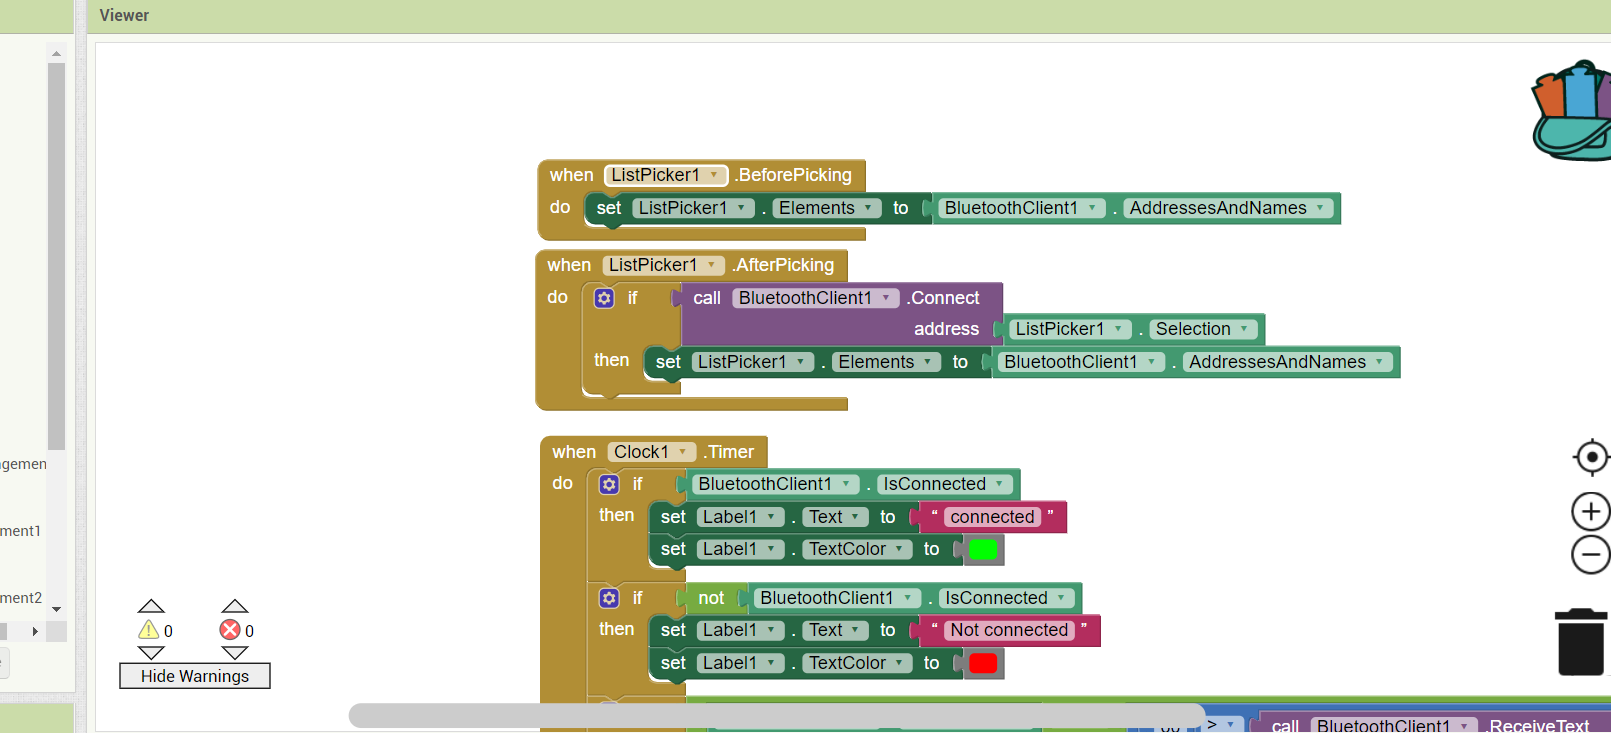 Viewer
when ListPicker1 .BeforePicking
do set ListPicker1 . Elements to BluetoothClient1 . AddressesAndNames
when ListPicker1 .AfterPicking
do if call BluetoothClient1 .Connect
address ListPicker1 . Selection
then set ListPicker1 . Elements to BluetoothClient1 . AddressesAndNames
when Clock1 .Timer
do if BluetoothClient1 . IsConnected
then set Label1 . Text to “ connected ”
set Label1 . TextColor to
if not BluetoothClient1 . IsConnected
then set Label1 . Text to “ Not connected ”
set Label1 . TextColor to
> call BluetoothClient1 .ReceiveText
gemen
ment1
ment2
0 0
Hide Warnings